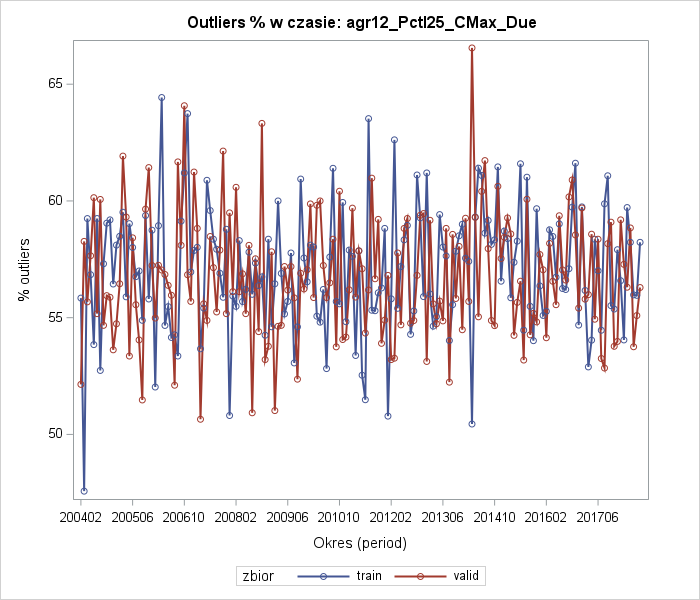 Outliers % w czasie: agr12_Pctl25_CMax_Due
65
60
55
50
% outliers
200402 200506 200610 200802 200906 201010 201202 201306 201410 201602 201706
Okres (period)
zbior train valid